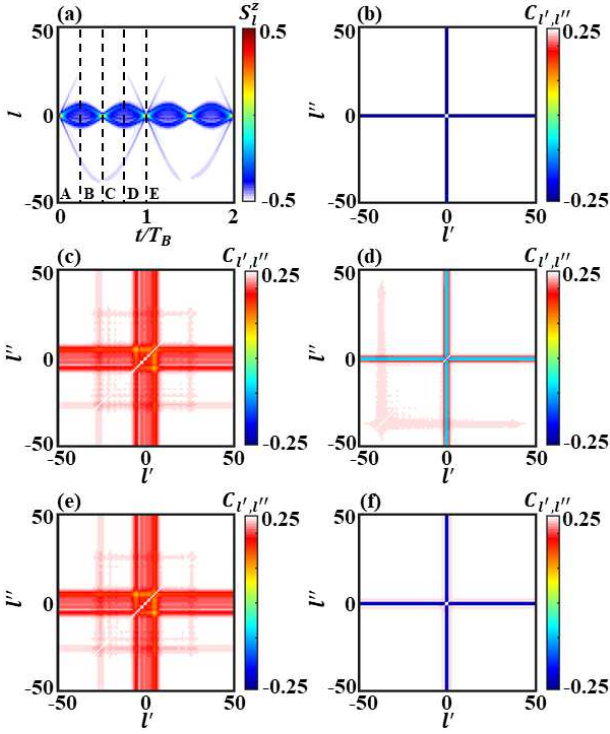 (a)
S_l^z
50
0.5
l
0
-50
-0.5
A B C D E
0 1 2
t/T_B
(b)
C_{l',l''}
50
0.25
l''
0
-50
-0.25
-50 0 50
l'
(c)
C_{l',l''}
50
0.25
l''
0
-50
-0.25
-50 0 50
l'
(d)
C_{l',l''}
50
0.25
l''
0
-50
-0.25
-50 0 50
l'
(e)
C_{l',l''}
50
0.25
l''
0
-50
-0.25
-50 0 50
l'
(f)
C_{l',l''}
50
0.25
l''
0
-50
-0.25
-50 0 50
l'